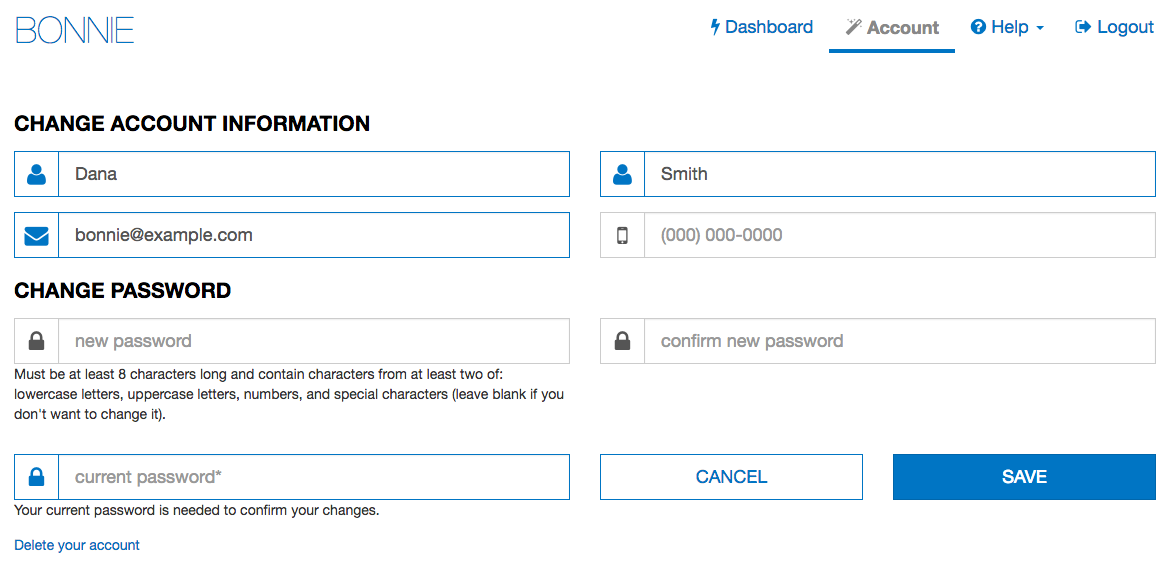 BONNIE
Dashboard Account Help Logout
CHANGE ACCOUNT INFORMATION
Dana Smith
bonnie@example.com (000) 000-0000
CHANGE PASSWORD
new password confirm new password
Must be at least 8 characters long and contain characters from at least two of:
lowercase letters, uppercase letters, numbers, and special characters (leave blank if you
don't want to change it).
current password* CANCEL SAVE
Your current password is needed to confirm your changes.
Delete your account